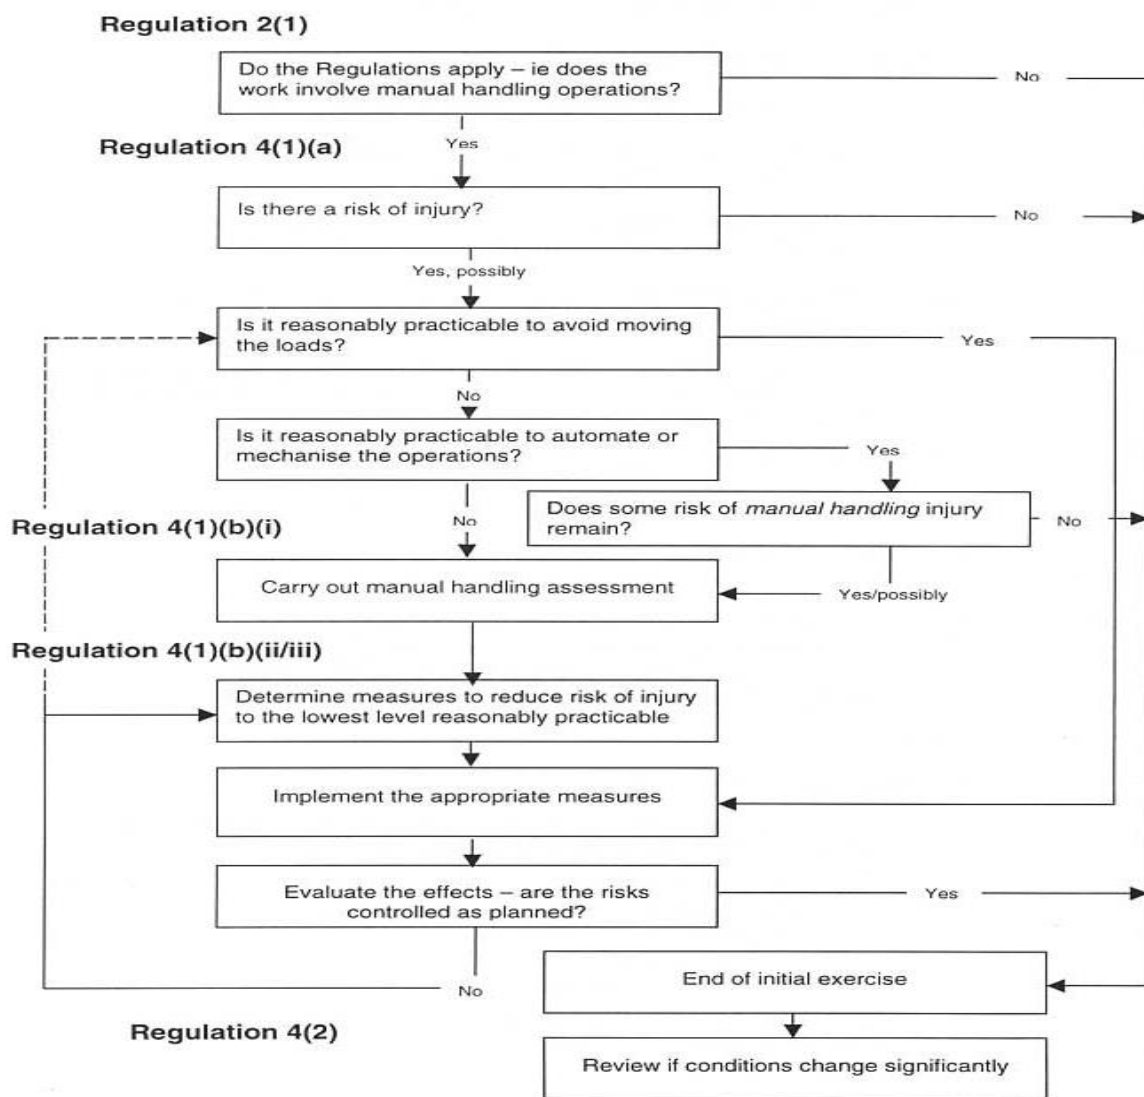 Regulation 2(1)
Do the Regulations apply – ie does the
work involve manual handling operations?
No
Yes
Regulation 4(1)(a)
Is there a risk of injury?
No
Yes, possibly
Is it reasonably practicable to avoid moving
the loads?
Yes
No
Is it reasonably practicable to automate or
mechanise the operations?
Yes
Does some risk of manual handling injury
remain?
No
Regulation 4(1)(b)(i)
No
Carry out manual handling assessment
Yes/possibly
Regulation 4(1)(b)(ii/iii)
Determine measures to reduce risk of injury
to the lowest level reasonably practicable
Implement the appropriate measures
Evaluate the effects – are the risks
controlled as planned?
Yes
No
End of initial exercise
Regulation 4(2)
Review if conditions change significantly